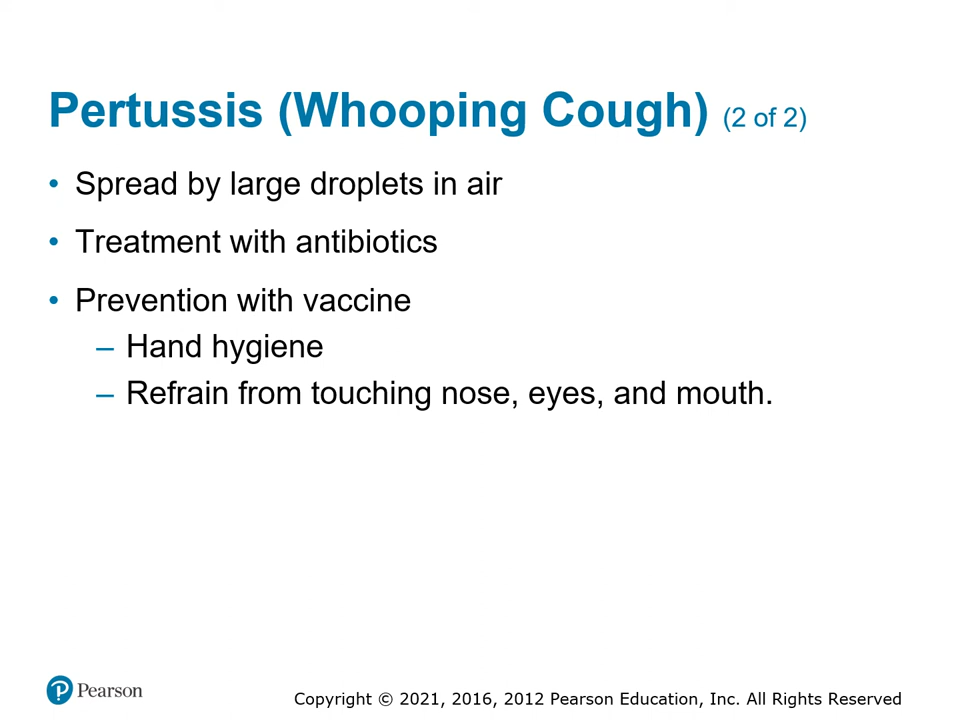 Pertussis (Whooping Cough) (2 of 2)
• Spread by large droplets in air
• Treatment with antibiotics
• Prevention with vaccine
– Hand hygiene
– Refrain from touching nose, eyes, and mouth.
Pearson
Copyright © 2021, 2016, 2012 Pearson Education, Inc. All Rights Reserved